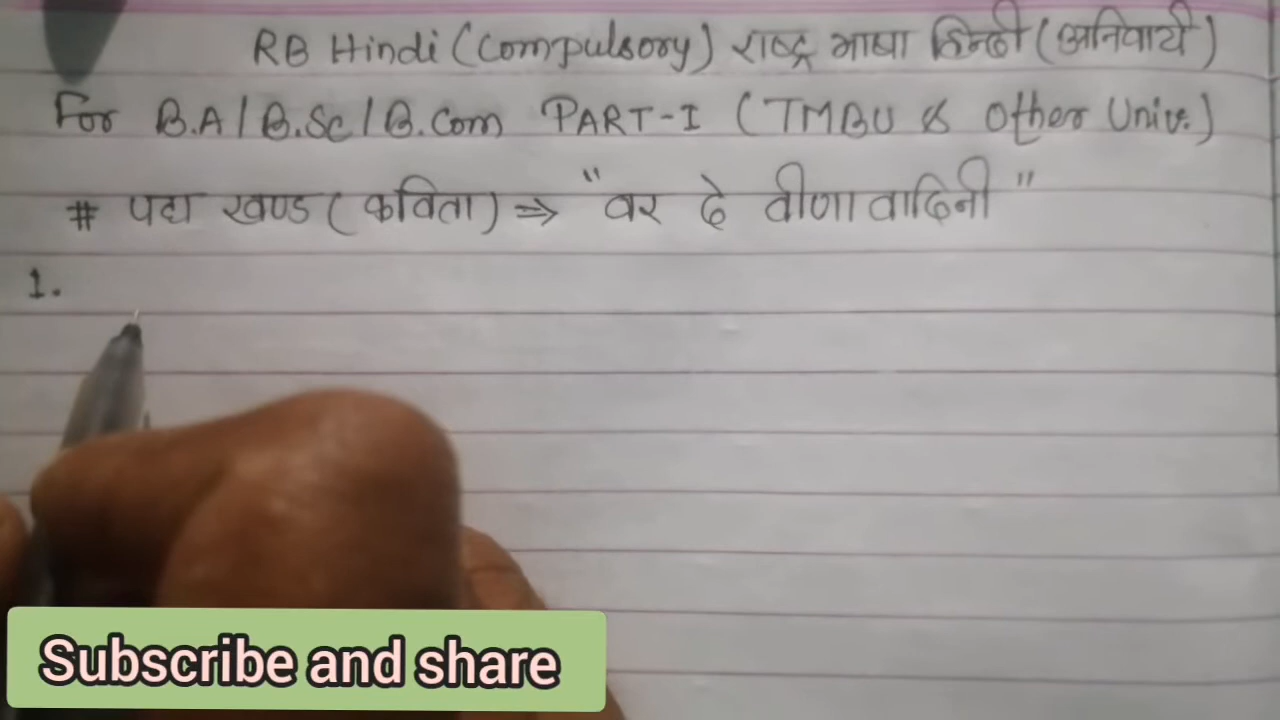 RB Hindi (Compulsory) राष्ट्र भाषा हिन्दी (अनिवार्य)
For B.A / B.Sc / B.Com PART-I (TMBU & Other Univ.)
# पद्य खण्ड (कविता) ⇒ "वर दे वीणावादिनी"
1.
Subscribe and share